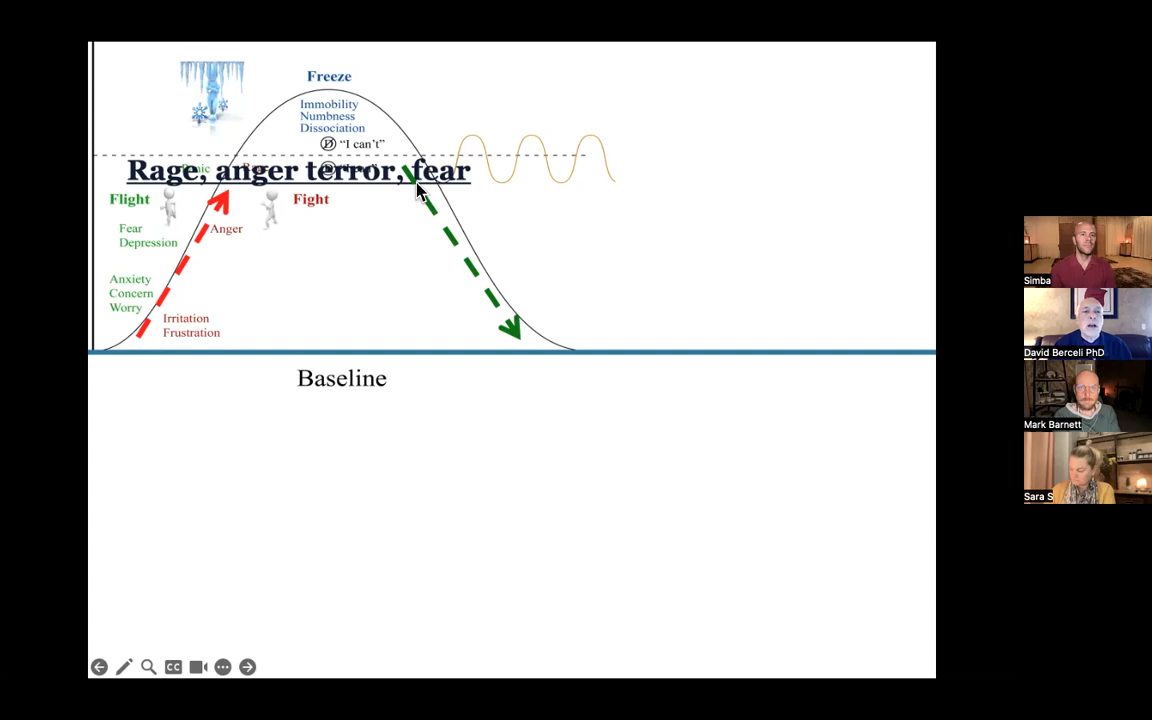 Freeze
Immobility
Numbness
Dissociation
"I can't"
Rage, anger terror, fear
Flight
Fight
Fear
Depression
Anger
Anxiety
Concern
Worry
Irritation
Frustration
Baseline
CC
Simba
David Berceli PhD
Mark Barnett
Sara S